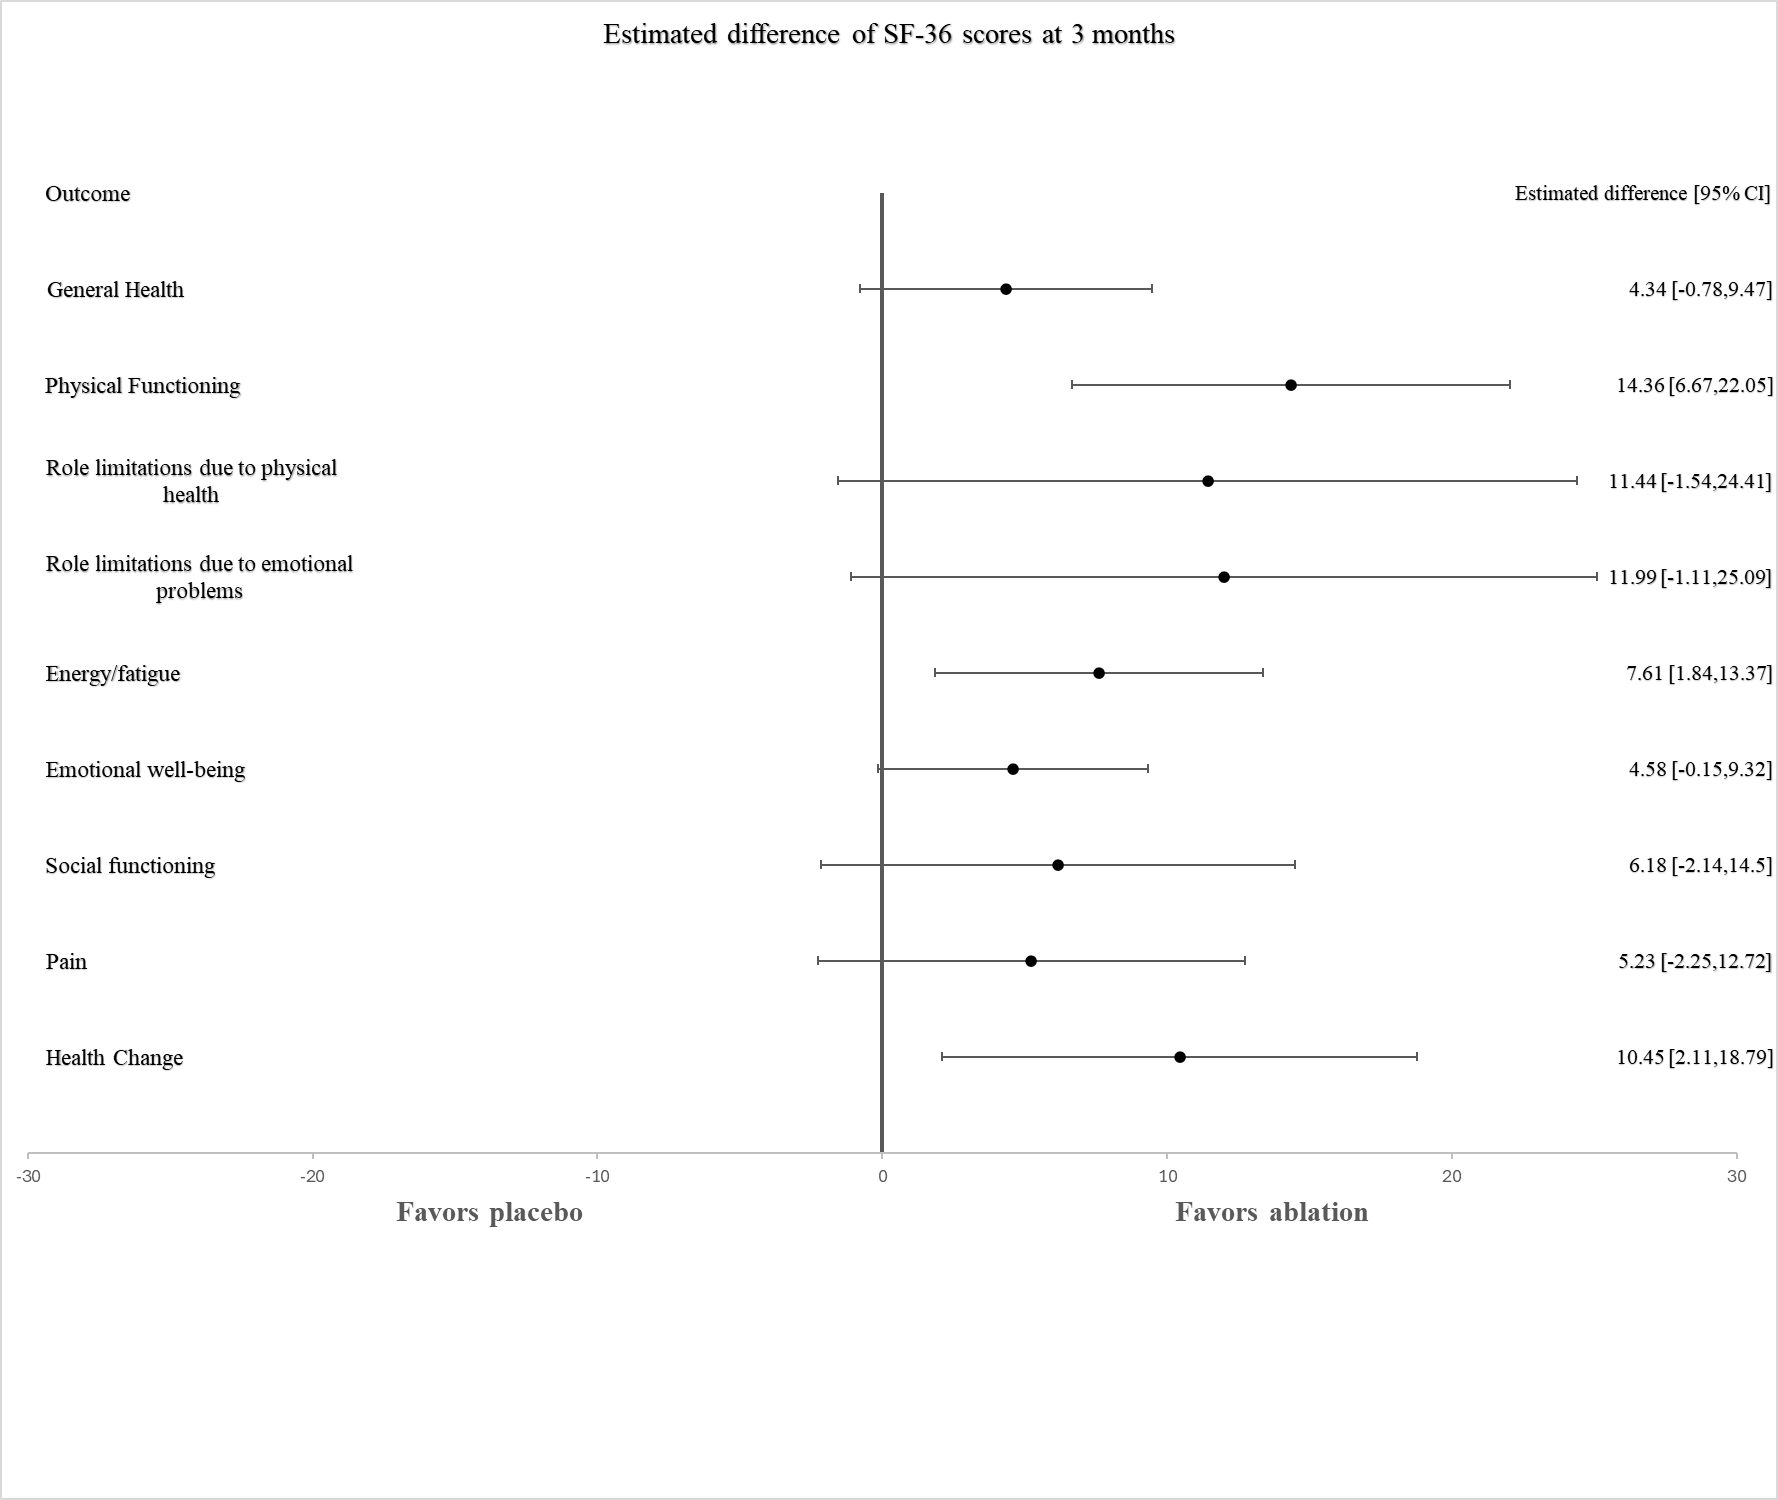 Estimated difference of SF-36 scores at 3 months
Outcome
Estimated difference [95% CI]
General Health
4.34 [-0.78,9.47]
Physical Functioning
14.36 [6.67,22.05]
Role limitations due to physical
health
11.44 [-1.54,24.41]
Role limitations due to emotional
problems
11.99 [-1.11,25.09]
Energy/fatigue
7.61 [1.84,13.37]
Emotional well-being
4.58 [-0.15,9.32]
Social functioning
6.18 [-2.14,14.5]
Pain
5.23 [-2.25,12.72]
Health Change
10.45 [2.11,18.79]
-30 -20 -10 0 10 20 30
Favors placebo
Favors ablation